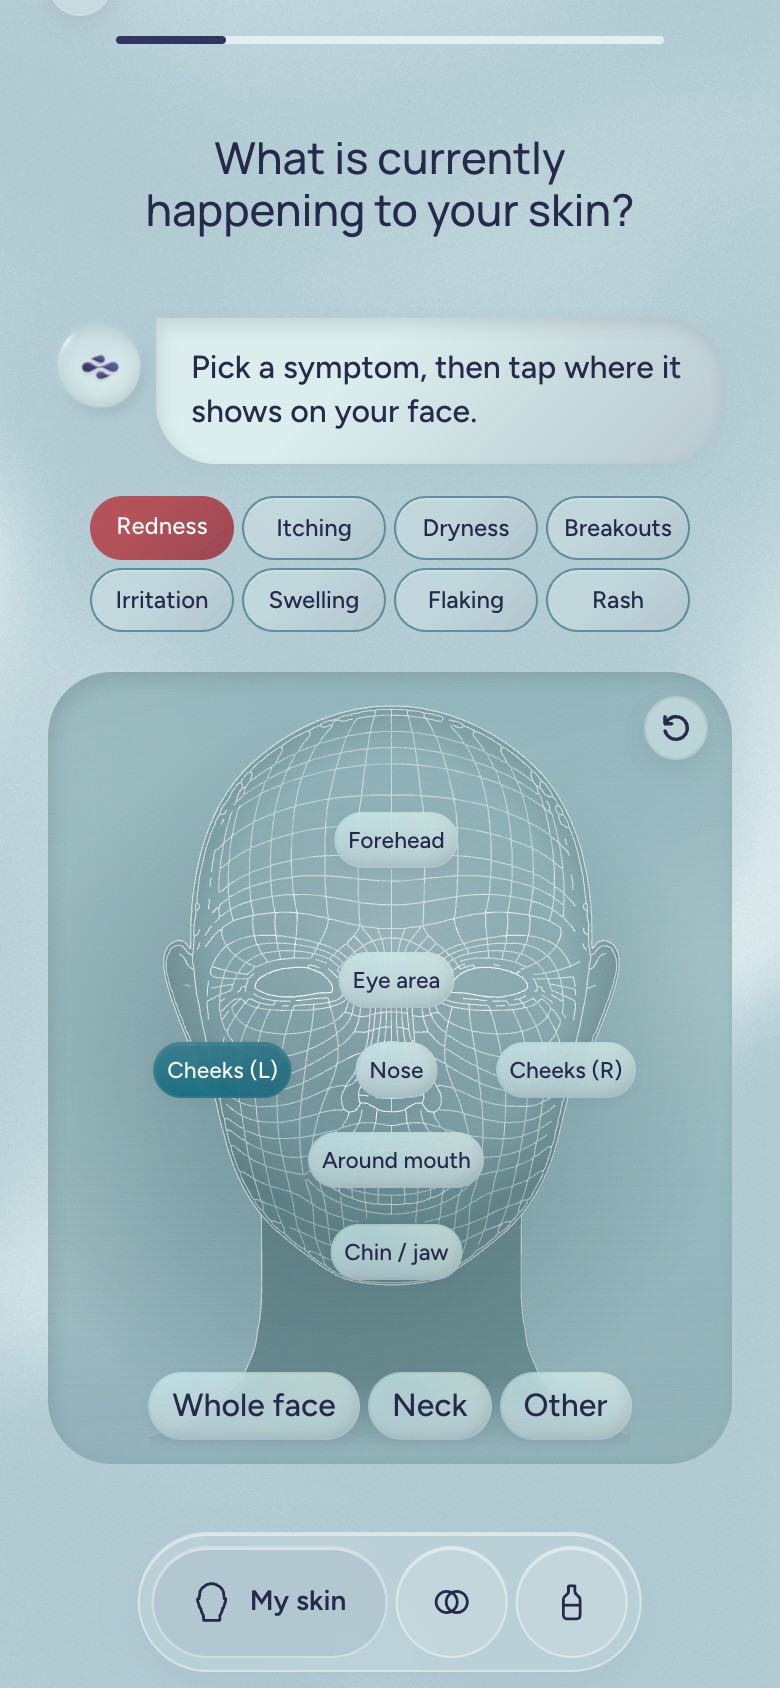 What is currently
happening to your skin?
Pick a symptom, then tap where it
shows on your face.
Redness Itching Dryness Breakouts
Irritation Swelling Flaking Rash
Forehead
Eye area
Cheeks (L) Nose Cheeks (R)
Around mouth
Chin / jaw
Whole face Neck Other
My skin